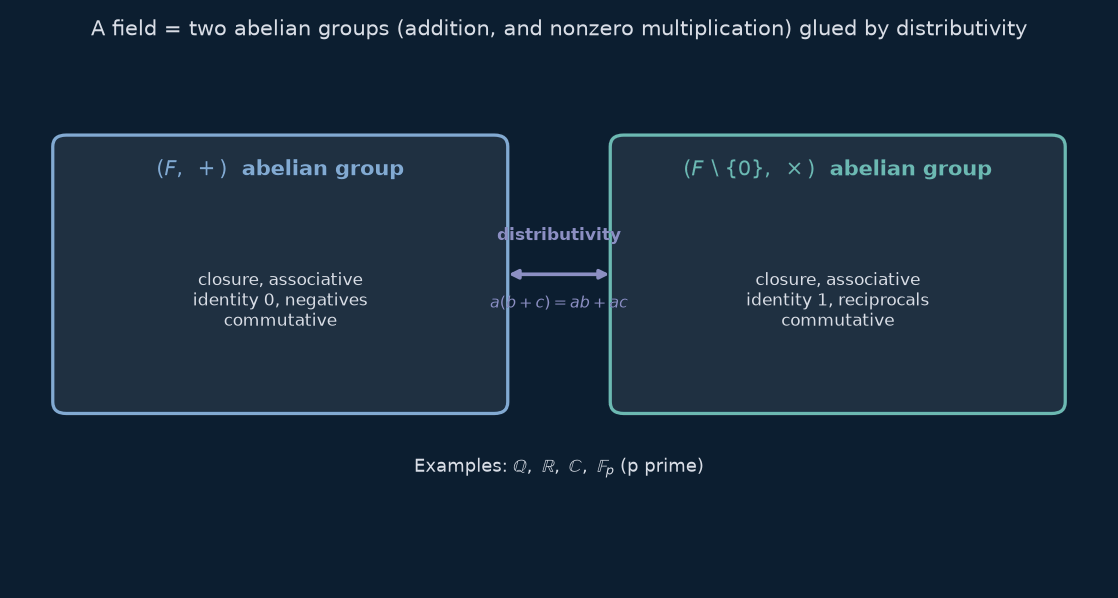 A field = two abelian groups (addition, and nonzero multiplication) glued by distributivity
(F, +) abelian group
closure, associative
identity 0, negatives
commutative
distributivity
a(b + c) = ab + ac
(F \ {0}, ×) abelian group
closure, associative
identity 1, reciprocals
commutative
Examples: ℚ, ℝ, ℂ, 𝔽ₚ (p prime)